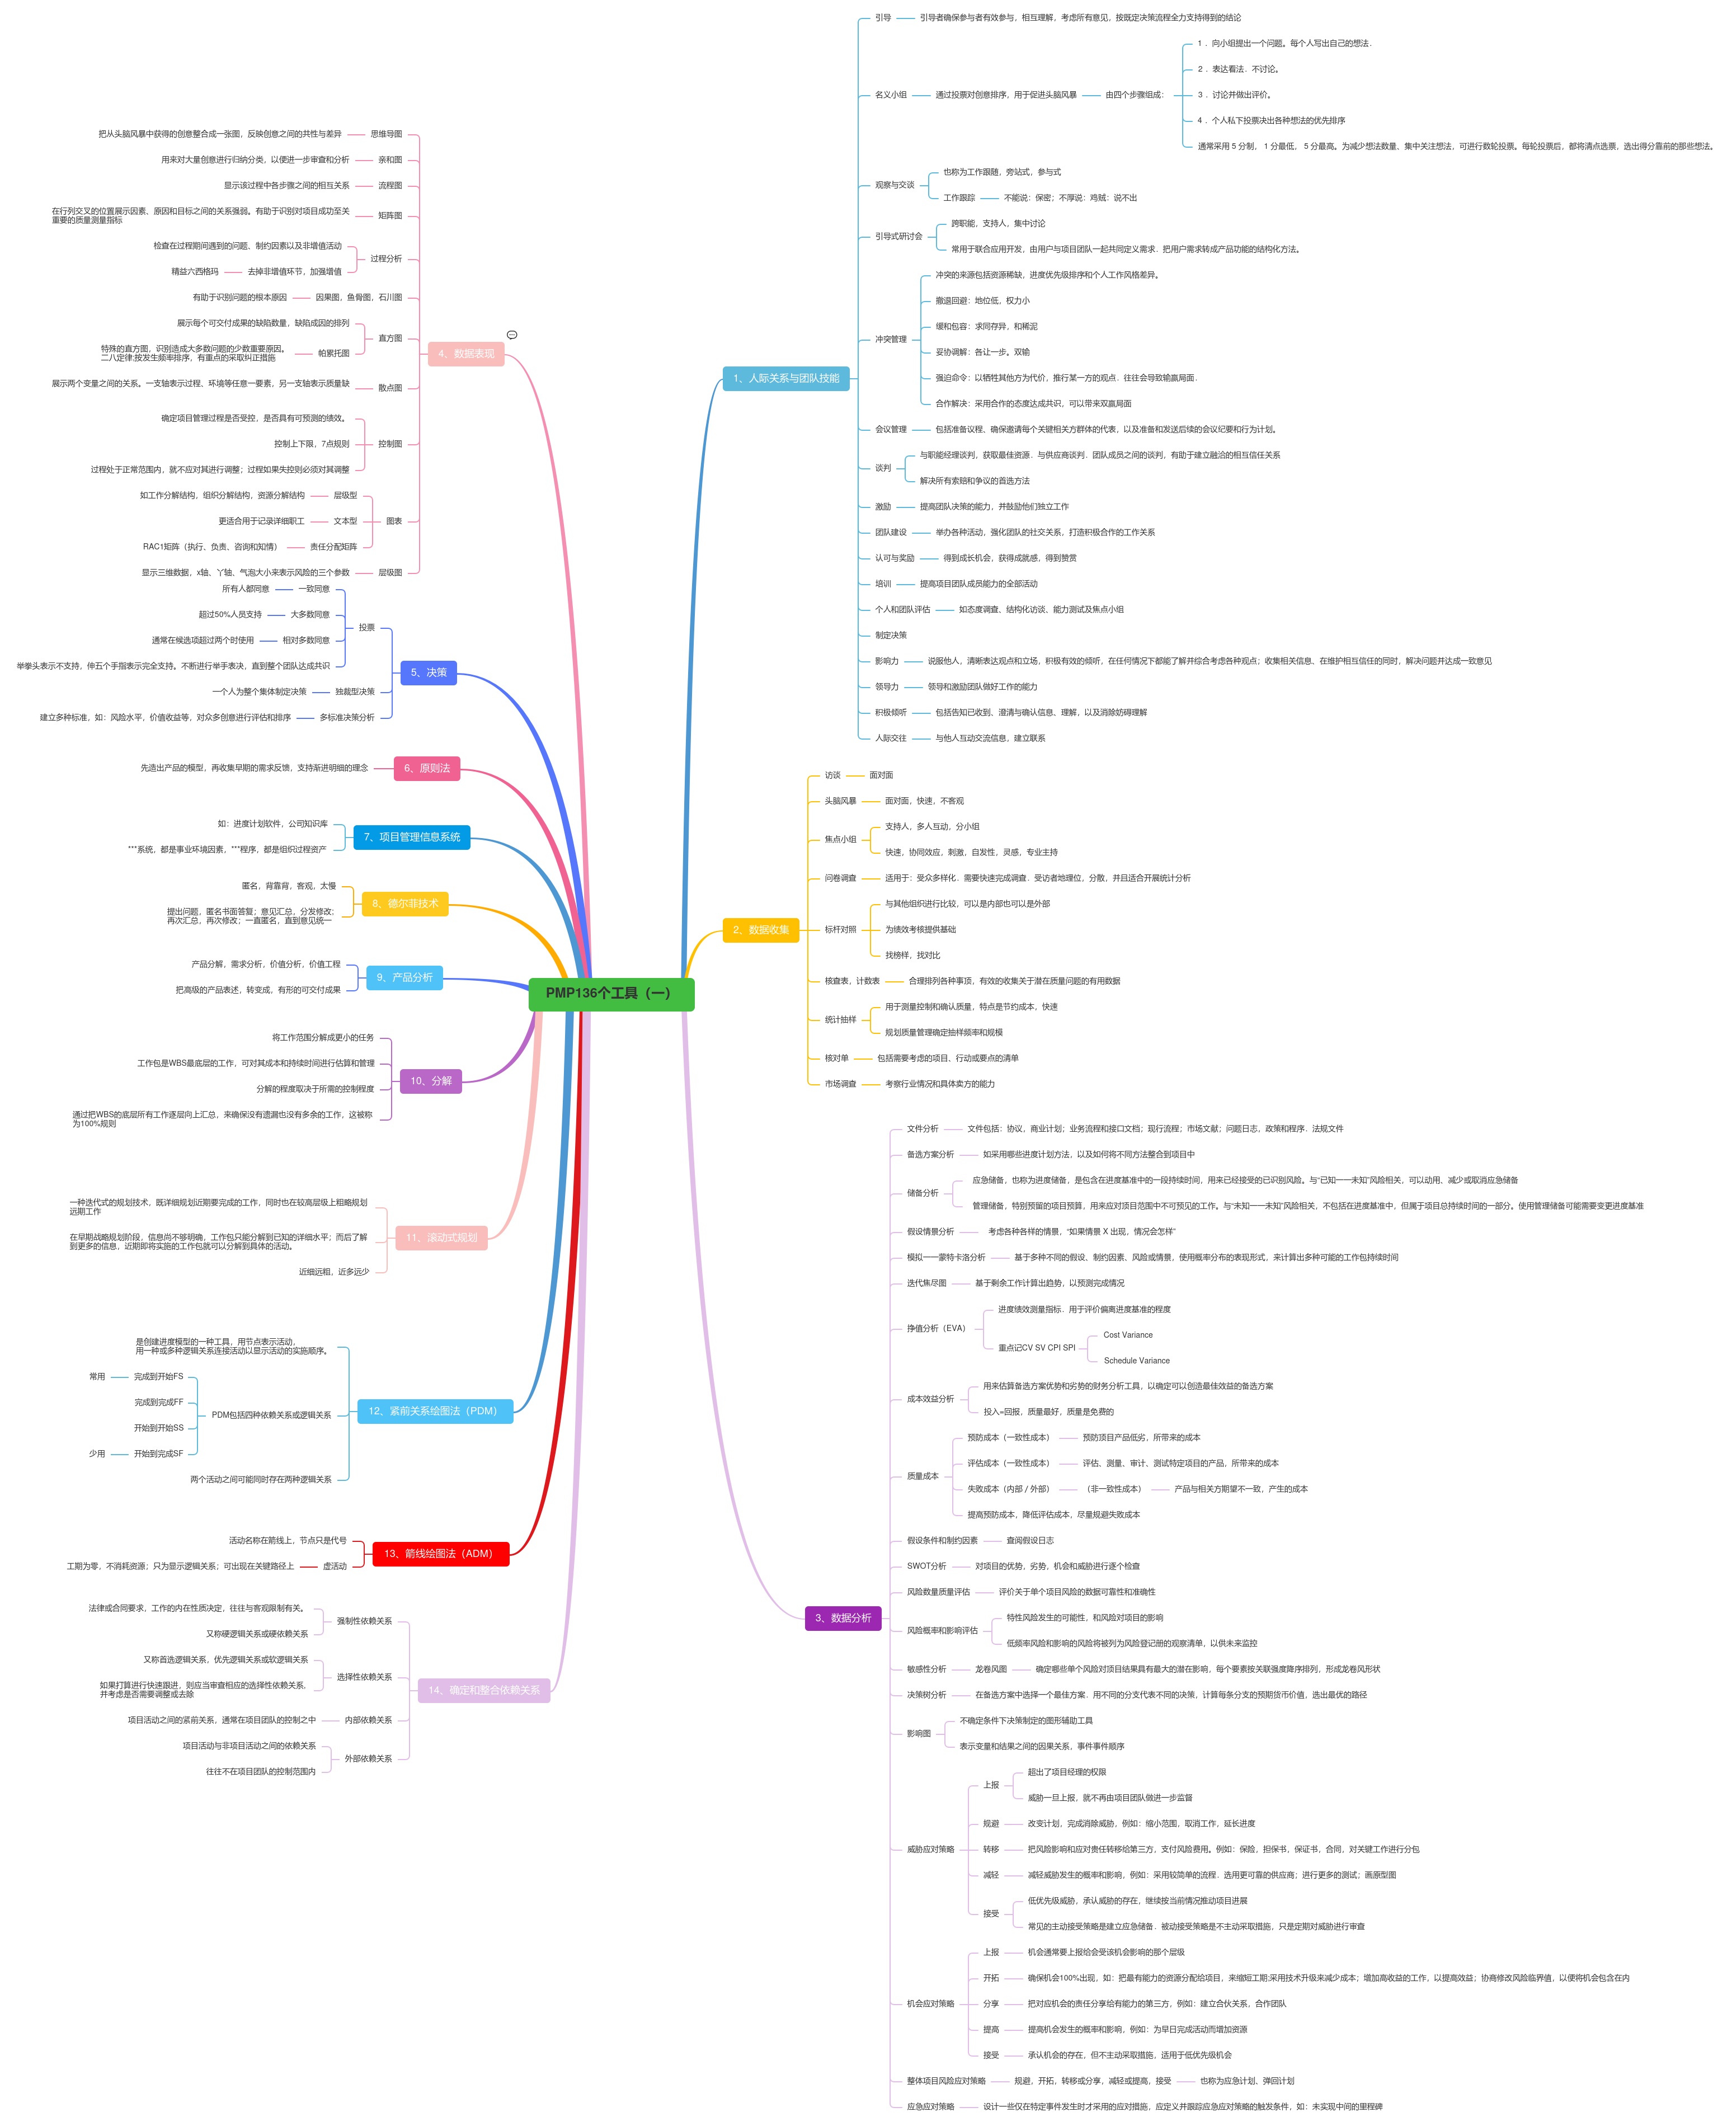 PMP136个工具（一）
1、人际关系与团队技能
引导
引导者确保参与者有效参与，相互理解，考虑所有意见，按既定决策流程全力支持得到的结论
名义小组
通过投票对创意排序，用于促进头脑风暴
由四个步骤组成：
1 ．向小组提出一个问题。每个人写出自己的想法．
2 ．表达看法．不讨论。
3 ．讨论并做出评价。
4 ．个人私下投票决出各种想法的优先排序
通常采用 5 分制， 1 分最低， 5 分最高。为减少想法数量，集中关注想法，可进行数轮投票。每轮投票后，都将清点选票，选出得分靠前的那些想法。
观察与交谈
也称为工作跟随，旁站式，参与式
工作跟踪
不能说：保密；不厚说：鸡贼：说不出
引导式研讨会
跨职能，支持人，集中讨论
常用于联合应用开发，由用户与项目团队一起共同定义需求．把用户需求转成产品功能的结构化方法。
冲突管理
冲突的来源包括资源稀缺，进度优先级排序和个人工作风格差异。
撤退回避：地位低，权力小
缓和包容：求同存异，和稀泥
妥协调解：各让一步。双输
强迫命令：以牺牲其他方为代价，推行某一方的观点．往往会导致输赢局面．
合作解决：采用合作的态度达成共识，可以带来双赢局面
会议管理
包括准备议程、确保邀请每个关键相关方群体的代表，以及准备和发送后续的会议纪要和行为计划。
谈判
与职能经理谈判，获取最佳资源．与供应商谈判．团队成员之间的谈判，有助于建立融洽的相互信任关系
解决所有索赔和争议的首选方法
激励
提高团队决策的能力，并鼓励他们独立工作
团队建设
举办各种活动，强化团队的社交关系，打造积极合作的工作关系
认可与奖励
得到成长机会，获得成就感，得到赞赏
培训
提高项目团队成员能力的全部活动
个人和团队评估
如态度调查、结构化访谈、能力测试及焦点小组
制定决策
影响力
说服他人，清晰表达观点和立场，积极有效的倾听，在任何情况下都能了解并综合考虑各种观点；收集相关信息、在维护相互信任的同时，解决问题并达成一致意见
领导力
领导和激励团队做好工作的能力
积极倾听
包括告知已收到、澄清与确认信息、理解，以及消除妨碍理解
人际交往
与他人互动交流信息，建立联系
2、数据收集
访谈
面对面
头脑风暴
面对面，快速，不客观
焦点小组
支持人，多人互动，分小组
快速，协同效应，刺激，自发性，灵感，专业主持
问卷调查
适用于：受众多样化．需要快速完成调查．受访者地理位，分散，并且适合开展统计分析
标杆对照
与其他组织进行比较，可以是内部也可以是外部
为绩效考核提供基础
找榜样，找对比
核查表，计数表
合理排列各种事顶，有效的收集关于潜在质量问题的有用数据
统计抽样
用于测量控制和确认质量，特点是节约成本，快速
规划质量管理确定抽样频率和规模
核对单
包括需要考虑的项目，行动或要点的清单
市场调查
考察行业情况和具体卖方的能力
3、数据分析
文件分析
文件包括：协议，商业计划；业务流程和接口文档；现行流程；市场文献；问题日志，政策和程序．法规文件
备选方案分析
如采用哪些进度计划方法，以及如何将不同方法整合到项目中
储备分析
应急储备，也称为进度储备，是包含在进度基准中的一段持续时间，用来已经接受的已识别风险。与“已知一一未知”风险相关，可以动用、减少或取消应急储备
管理储备，特别预留的项目预算，用来应对项目范围中不可预见的工作。与“未知一一未知”风险相关，不包括在进度基准中，但属于项目总持续时间的一部分。使用管理储备可能需要变更进度基准
假设情景分析
考虑各种各样的情景，“如果情景 X 出现，情况会怎样”
模拟一一蒙特卡洛分析
基于多种不同的假设、制约因素、风险或情景，使用概率分布的表现形式，来计算出多种可能的工作包持续时间
迭代焦尽图
基于剩余工作计算出趋势，以预测完成情况
挣值分析（EVA）
进度绩效测量指标．用于评价偏离进度基准的程度
重点记CV SV CPI SPI
Cost Variance
Schedule Variance
成本效益分析
用来估算备选方案优势和劣势的财务分析工具，以确定可以创造最佳效益的备选方案
投入=回报，质量最好，质量是免费的
质量成本
预防成本（一致性成本）
预防顶目产品低劣，所带来的成本
评估成本（一致性成本）
评估、测量、审计、测试特定项目的产品，所带来的成本
失败成本（内部 / 外部）
（非一致性成本）
产品与相关方期望不一致，产生的成本
提高预防成本，降低评估成本，尽量规避失败成本
假设条件和制约因素
查阅假设日志
SWOT分析
对项目的优势，劣势，机会和威胁进行逐个检查
风险数量质量评估
评价关于单个项目风险的数据可靠性和准确性
风险概率和影响评估
特性风险发生的可能性，和风险对项目的影响
低频率风险和影响的风险将被列为风险登记册的观察清单，以供未来监控
敏感性分析
龙卷风图
确定哪些单个风险对项目结果具有最大的潜在影响，每个要素按关联强度降序排列，形成龙卷风形状
决策树分析
在备选方案中选择一个最佳方案．用不同的分支代表不同的决策，计算每条分支的预期货币价值，选出最优的路径
影响图
不确定条件下决策制定的图形辅助工具
表示变量和结果之间的因果关系，事件事件顺序
威胁应对策略
上报
超出了项目经理的权限
威胁一旦上报，就不再由项目团队做进一步监督
规避
改变计划，完成消除威胁，例如：缩小范围，取消工作，延长进度
转移
把风险影响和应对贵任转移给第三方，支付风险费用。例如：保险，担保书，保证书，合同，对关键工作进行分包
减轻
减轻威胁发生的概率和影响，例如：采用较简单的流程．选用更可靠的供应商；进行更多的测试；画原型图
接受
低优先级威胁，承认威胁的存在，继续按当前情况推动项目进展
常见的主动接受策略是建立应急储备．被动接受策略是不主动采取措施，只是定期对威胁进行审查
机会应对策略
上报
机会通常要上报给会受该机会影响的那个层级
开拓
确保机会100%出现，如：把最有能力的资源分配给项目，来缩短工期;采用技术升级来减少成本；增加高收益的工作，以提高效益；协商修改风险临界值，以便将机会包含在内
分享
把对应机会的责任分享给有能力的第三方，例如：建立合伙关系，合作团队
提高
提高机会发生的概率和影响，例如：为早日完成活动而增加资源
接受
承认机会的存在，但不主动采取措施，适用于低优先级机会
整体项目风险应对策略
规避，开拓，转移或分享，减轻或提高，接受
也称为应急计划、弹回计划
应急应对策略
设计一些仅在特定事件发生时才采用的应对措施，应定义并跟踪应急应对策略的触发条件，如：未实现中间的里程碑
4、数据表现
思维导图
把从头脑风暴中获得的创意整合成一张图，反映创意之间的共性与差异
亲和图
用来对大量创意进行归纳分类，以便进一步审查和分析
流程图
显示该过程中各步骤之间的相互关系
矩阵图
在行列交叉的位置展示因素、原因和目标之间的关系强弱。有助于识别对项目成功至关
重要的质量测量指标
过程分析
检查在过程期间遇到的问题、制约因素以及非增值活动
去掉非增值环节，加强增值
精益六西格玛
因果图，鱼骨图，石川图
有助于识别问题的根本原因
直方图
展示每个可交付成果的缺陷数量，缺陷成因的排列
帕累托图
特殊的直方图，识别造成大多数问题的少数重要原因。
二八定律;按发生频率排序，有重点的采取纠正措施
散点图
展示两个变量之间的关系。一支轴表示过程、环境等任意一要素，另一支轴表示质量缺
控制图
确定项目管理过程是否受控，是否具有可预测的绩效。
控制上下限，7点规则
过程处于正常范围内，就不应对其进行调整；过程如果失控则必须对其调整
图表
层级型
如工作分解结构，组织分解结构，资源分解结构
文本型
更适合用于记录详细职工
责任分配矩阵
RAC1矩阵（执行、负责、咨询和知情）
层级图
显示三维数据，x轴、丫轴、气泡大小来表示风险的三个参数
5、决策
投票
一致同意
所有人都同意
大多数同意
超过50%人员支持
相对多数同意
通常在候选项超过两个时使用
举拳头表示不支持，伸五个手指表示完全支持。不断进行举手表决，直到整个团队达成共识
独裁型决策
一个人为整个集体制定决策
多标准决策分析
建立多种标准，如：风险水平，价值收益等，对众多创意进行评估和排序
6、原则法
先造出产品的模型，再收集早期的需求反馈，支持渐进明细的理念
7、项目管理信息系统
如：进度计划软件，公司知识库
***系统，都是事业环境因素，***程序，都是组织过程资产
8、德尔菲技术
匿名，背靠背，客观，太慢
提出问题，匿名书面答复；意见汇总，分发修改；
再次汇总，再次修改；一直匿名，直到意见统一
9、产品分析
产品分解，需求分析，价值分析，价值工程
把高级的产品表述，转变成，有形的可交付成果
10、分解
将工作范围分解成更小的任务
工作包是WBS最底层的工作，可对其成本和持续时间进行估算和管理
分解的程度取决于所需的控制程度
通过把WBS的底层所有工作逐层向上汇总，来确保没有遗漏也没有多余的工作，这被称
为100%规则
11、滚动式规划
一种迭代式的规划技术，既详细规划近期要完成的工作，同时也在较高层级上粗略规划
远期工作
在早期战略规划阶段，信息尚不够明确，工作包只能分解到已知的详细水平；而后了解
到更多的信息，近期即将实施的工作包就可以分解到具体的活动。
近细远粗，近多远少
12、紧前关系绘图法（PDM）
是创建进度模型的一种工具，用节点表示活动，
用一种或多种逻辑关系连接活动以显示活动的实施顺序。
PDM包括四种依赖关系或逻辑关系
完成到开始FS
常用
完成到完成FF
开始到开始SS
开始到完成SF
少用
两个活动之间可能同时存在两种逻辑关系
13、箭线绘图法（ADM）
活动名称在箭线上，节点只是代号
虚活动
工期为零，不消耗资源；只为显示逻辑关系；可出现在关键路径上
14、确定和整合依赖关系
强制性依赖关系
法律或合同要求，工作的内在性质决定，往往与客观限制有关。
又称硬逻辑关系或硬依赖关系
选择性依赖关系
又称首选逻辑关系，优先逻辑关系或软逻辑关系
如果打算进行快速跟进，则应当审查相应的选择性依赖关系，
并考虑是否需要调整或去除
内部依赖关系
项目活动之间的紧前关系，通常在项目团队的控制之中
外部依赖关系
项目活动与非项目活动之间的依赖关系
往往不在项目团队的控制范围内